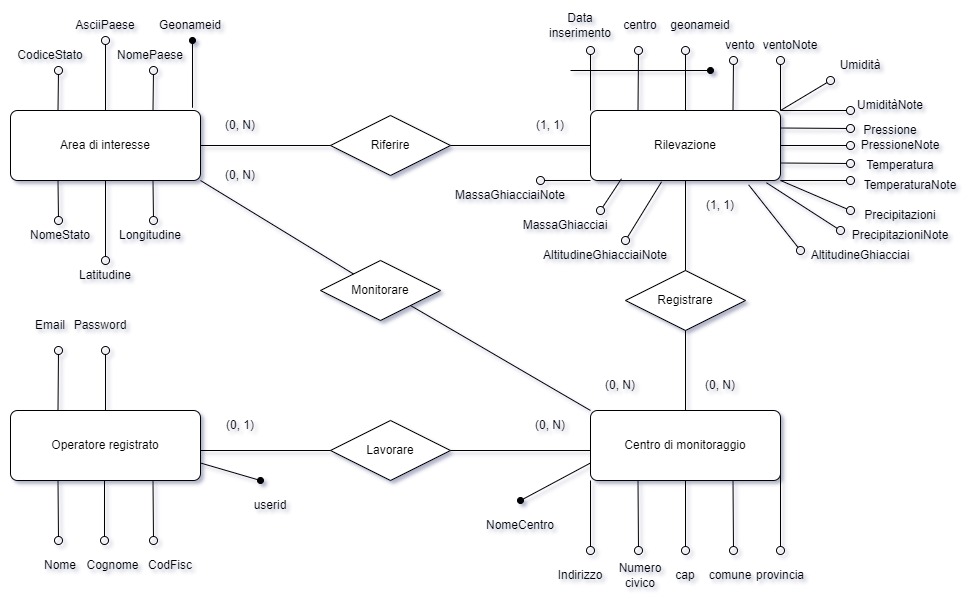 AsciiPaese
Geonameid
CodiceStato
NomePaese
Data
inserimento
centro
geonameid
vento
ventoNote
Umidità
UmiditàNote
(0, N)
(1, 1)
Pressione
Area di interesse
Riferire
Rilevazione
PressioneNote
Temperatura
(0, N)
TemperaturaNote
MassaGhiacciaiNote
(1, 1)
Precipitazioni
MassaGhiacciai
NomeStato
Longitudine
PrecipitazioniNote
AltitudineGhiacciaiNote
AltitudineGhiacciai
Latitudine
Monitorare
Registrare
Email
Password
(0, N)
(0, N)
(0, 1)
(0, N)
Operatore registrato
Lavorare
Centro di monitoraggio
userid
NomeCentro
Nome
Cognome
CodFisc
Indirizzo
Numero
civico
cap
comune
provincia